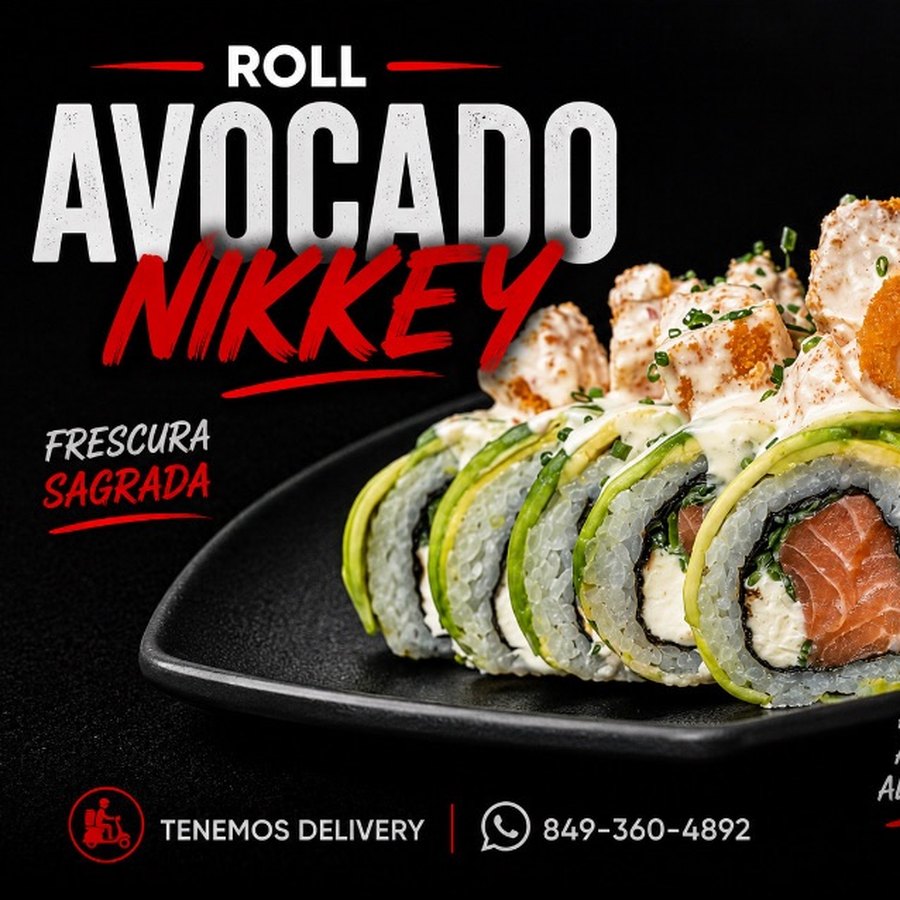 ROLL
AVOCADO
NIKKEY
FRESCURA
SAGRADA
TENEMOS DELIVERY
849-360-4892